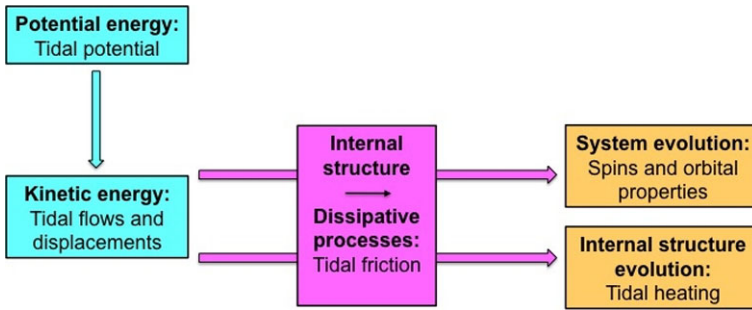 Potential energy:
Tidal potential
Kinetic energy:
Tidal flows and
displacements
Internal
structure
Dissipative
processes:
Tidal friction
System evolution:
Spins and orbital
properties
Internal structure
evolution:
Tidal heating